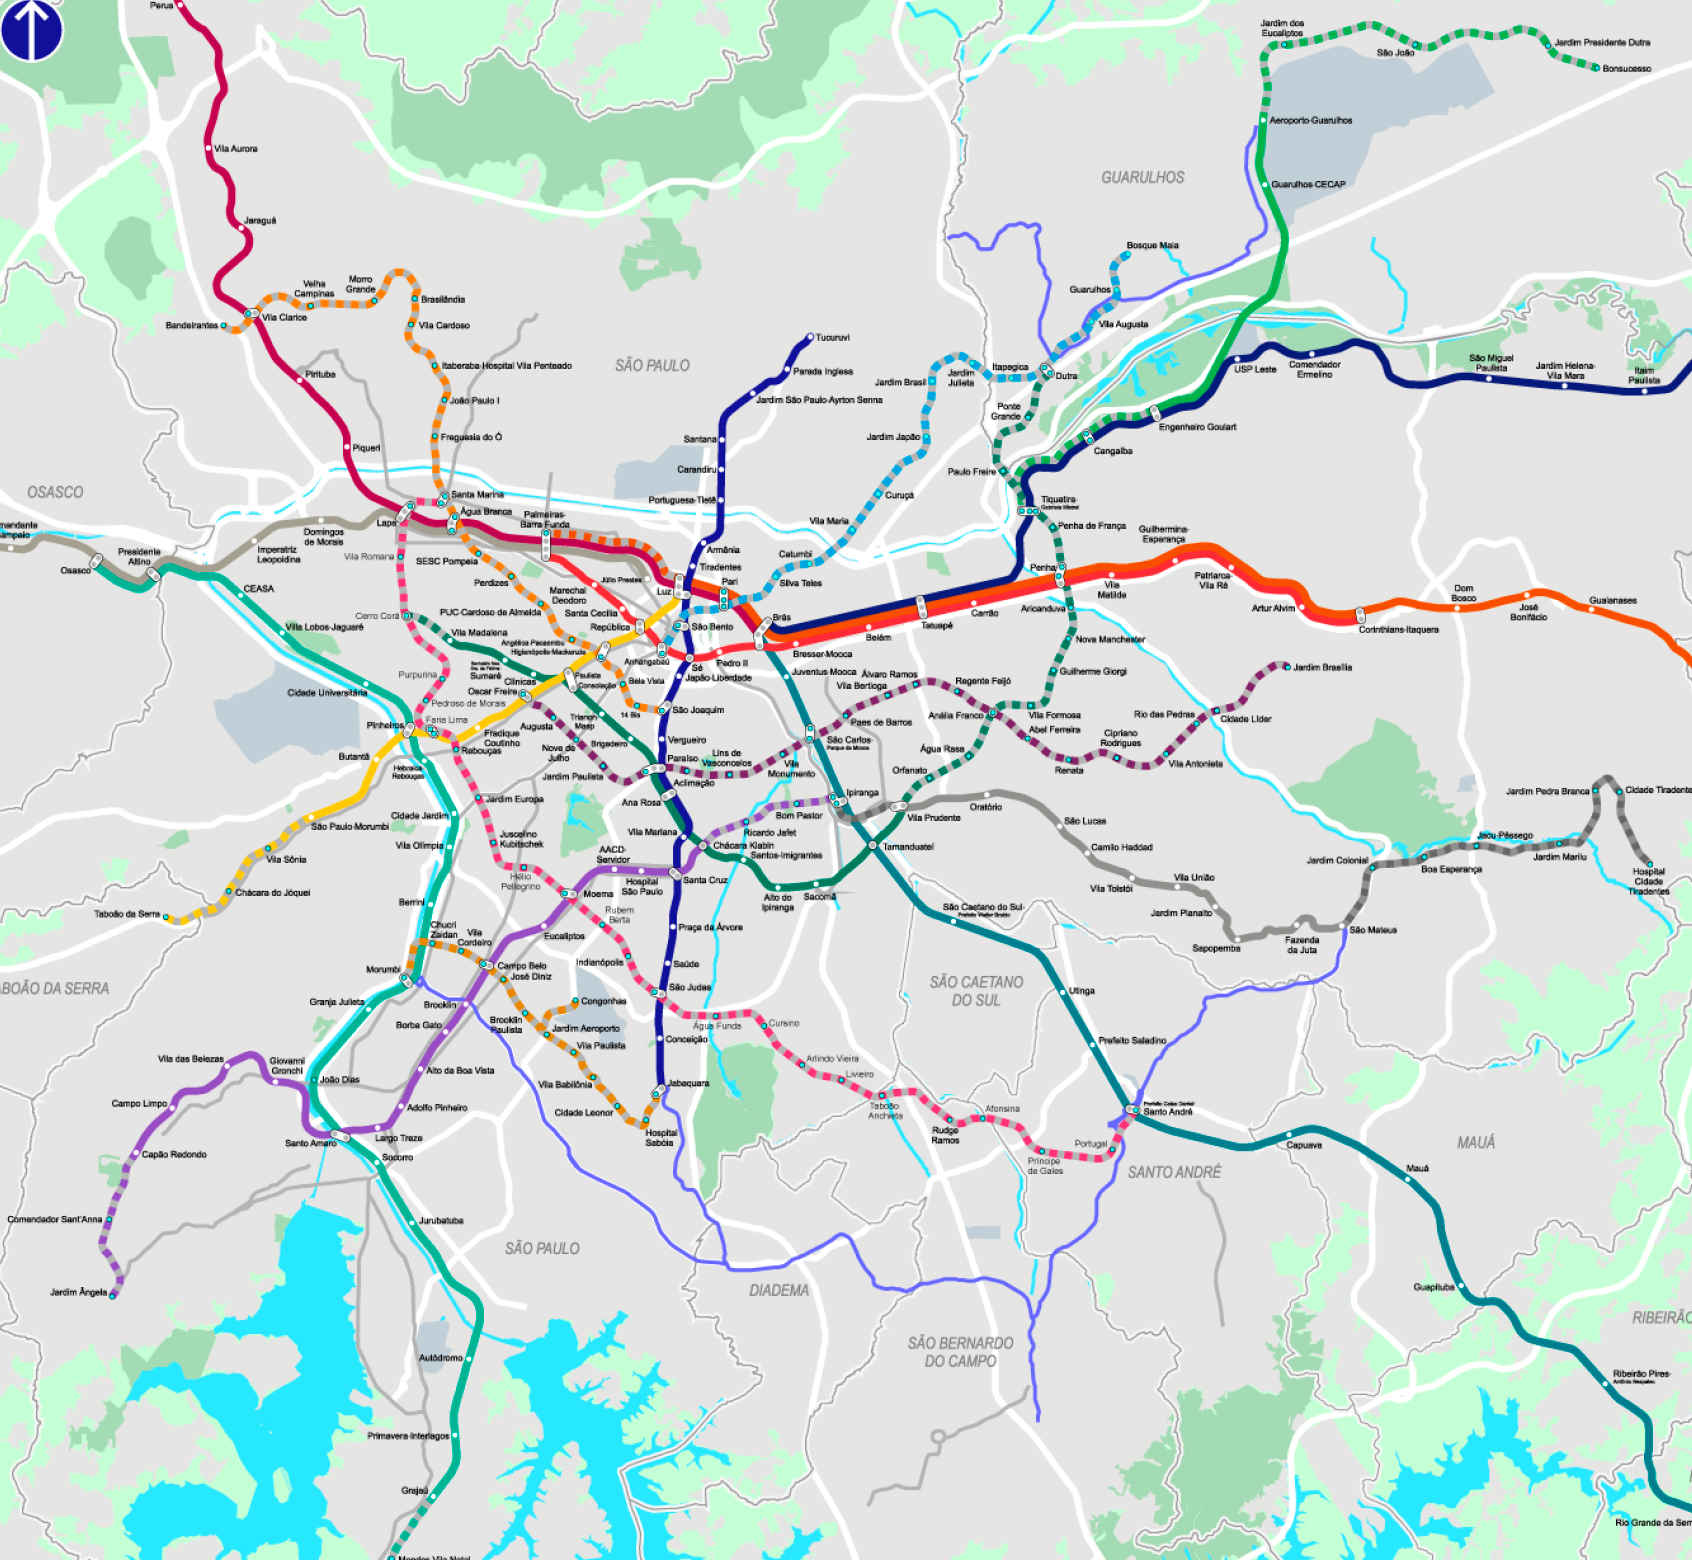 Perus
Jardim dos
Eucaliptos
São João
Jardim Presidente Dutra
Bonsucesso
Vila Aurora
Aeroporto-Guarulhos
GUARULHOS
Guarulhos-CECAP
Jaraguá
Bosque Maia
Velha
Campinas
Morro
Grande
Brasilândia
Guarulhos
Bandeirantes
Vila Clarice
Vila Cardoso
Vila Augusta
Tucuruvi
SÃO PAULO
Itaberaba-Hospital Vila Penteado
Parada Inglesa
Pirituba
Jardim Brasil
Jardim
Julieta
Itapegica
Dutra
USP Leste
Comendador
Ermelino
São Miguel
Paulista
Jardim Helena-
Vila Mara
Itaim
Paulista
João Paulo I
Jardim São Paulo-Ayrton Senna
Ponte
Grande
Freguesia do Ó
Santana
Jardim Japão
Engenheiro Goulart
Piqueri
Cangaíba
Carandiru
Paulo Freire
OSASCO
Santa Marina
Portuguesa-Tietê
Curuçá
Tiquatira-
Gabriela Mistral
Lapa
Água Branca
Palmeiras-
Barra Funda
Vila Maria
Penha de França
Guilhermina-
Esperança
Domingos
de Morais
Imperatriz
Leopoldina
Presidente
Altino
Osasco
Vila Romana
SESC Pompeia
Armênia
Tiradentes
Catumbi
Silva Teles
Penha
Vila
Matilde
Patriarca-
Vila Ré
Perdizes
Júlio Prestes
Luz
Pari
CEASA
Marechal
Deodoro
Santa Cecília
República
PUC-Cardoso de Almeida
Cerro Corá
Vila Madalena
São Bento
Brás
Aricanduva
Carrão
Tatuapé
Belém
Artur Alvim
Dom
Bosco
José
Bonifácio
Guaianases
Corinthians-Itaquera
Villa Lobos-Jaguaré
Angélica-Pacaembu
Higienópolis-Mackenzie
Anhangabaú
Sé
Pedro II
Bresser-Mooca
Nova Manchester
Purpurina
Sumaré
Clínicas
Oscar Freire
Paulista
Consolação
Bela Vista
Japão-Liberdade
Juventus-Mooca
Álvaro Ramos
Vila Bertioga
Regente Feijó
Guilherme Giorgi
Jardim Brasília
Cidade Universitária
Pedroso de Morais
14 Bis
São Joaquim
Pinheiros
Faria Lima
Fradique
Coutinho
Augusta
Trianon-
Masp
Paes de Barros
Anália Franco
Vila Formosa
Abel Ferreira
Rio das Pedras
Cidade Líder
Rebouças
Nove de
Julho
Brigadeiro
Vergueiro
São Carlos-
Parque da Mooca
Água Rasa
Cipriano
Rodrigues
Butantã
Hebraica
Rebouças
Jardim Paulista
Paraíso
Lins de
Vasconcelos
Vila
Monumento
Orfanato
Renata
Vila Antonieta
Aclimação
Jardim Europa
Ana Rosa
Ipiranga
Jardim Pedra Branca
Cidade Tiradentes
São Paulo-Morumbi
Cidade Jardim
Bom Pastor
Vila Prudente
Oratório
São Lucas
Vila Sônia
Vila Olímpia
Juscelino
Kubitschek
Vila Mariana
Ricardo Jafet
Chácara Klabin
Santos-Imigrantes
Tamanduateí
Camilo Haddad
Jacu-Pêssego
Jardim Marilu
Jardim Colonial
Boa Esperança
Chácara do Jóquei
AACD-
Servidor
Hélio
Pellegrino
Hospital
São Paulo
Santa Cruz
Vila Tolstói
Vila União
Hospital
Cidade
Tiradentes
Moema
Alto do
Ipiranga
Sacomã
Taboão da Serra
Berrini
Rubem
Berta
Jardim Planalto
São Caetano do Sul-
Chucri
Zaidan
Vila
Cordeiro
Eucaliptos
Praça da Árvore
Sapopemba
Fazenda
da Juta
São Mateus
Morumbi
Campo Belo
José Diniz
Indianópolis
Saúde
SÃO CAETANO
DO SUL
Granja Julieta
Brooklin
Congonhas
São Judas
Utinga
Borba Gato
Brooklin
Paulista
Jardim Aeroporto
Água Funda
Cursino
Vila das Belezas
Giovanni
Gronchi
Vila Paulista
Conceição
Prefeito Saladino
Alto da Boa Vista
Arlindo Vieira
João Dias
Vila Babilônia
Jabaquara
Livieiro
Campo Limpo
Adolfo Pinheiro
Cidade Leonor
Taboão-
Anchieta
Afonsina
Santo André
Hospital
Sabóia
Rudge
Ramos
Santo Amaro
Largo Treze
Portugal
Capuava
MAUÁ
Capão Redondo
Socorro
Príncipe
de Gales
SANTO ANDRÉ
Mauá
Comendador Sant'Anna
Jurubatuba
SÃO PAULO
DIADEMA
Guapituba
Jardim Ângela
SÃO BERNARDO
DO CAMPO
Autódromo
Ribeirão Pires-
Primavera-Interlagos
Grajaú